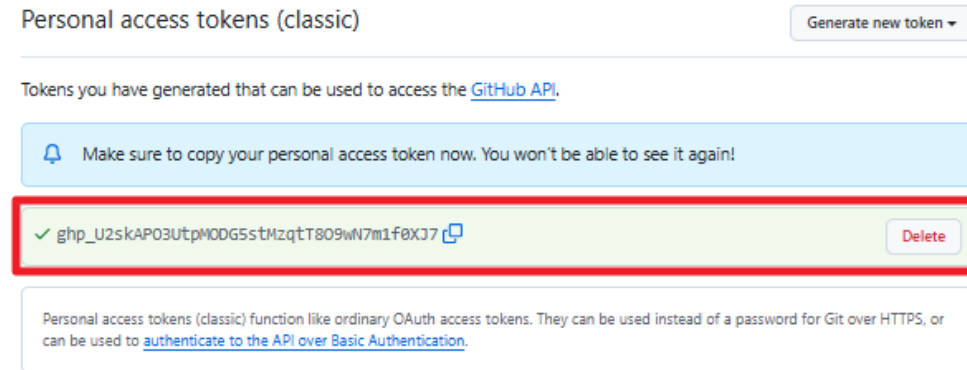 Personal access tokens (classic)
Generate new token
Tokens you have generated that can be used to access the GitHub API.
Make sure to copy your personal access token now. You won't be able to see it again!
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
Delete
Personal access tokens (classic) function like ordinary OAuth access tokens. They can be used instead of a password for Git over HTTPS, or
can be used to authenticate to the API over Basic Authentication.